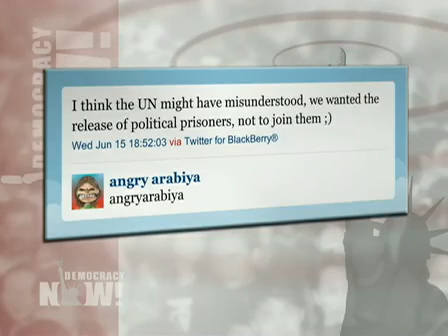 DEMOCRACY
I think the UN might have misunderstood, we wanted the
release of political prisoners, not to join them ;)
Wed Jun 15 18:52:03 via Twitter for BlackBerry®
angry arabiya
angryarabiya
DEMOCRACY
NOW!